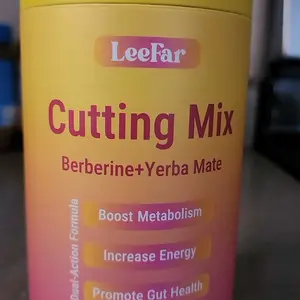 LeeFar
Cutting Mix
Berberine+Yerba Mate
Boost Metabolism
Increase Energy
Promote Gut Health
Dual-Action Formula